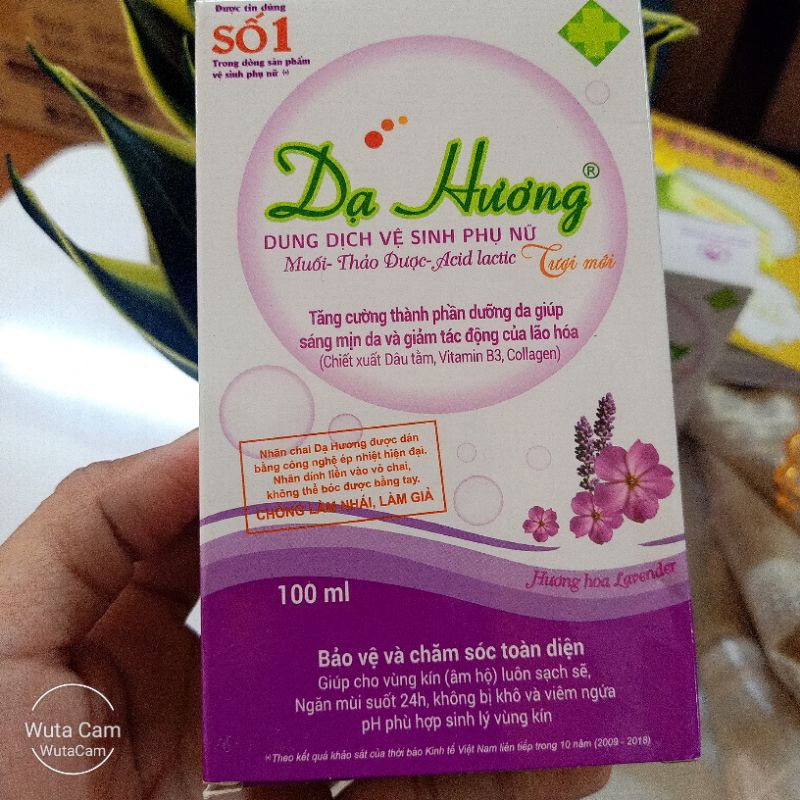 Được tin dùng
SỐ1
Trong dòng sản phẩm
vệ sinh phụ nữ (*)
Dạ Hương®
DUNG DỊCH VỆ SINH PHỤ NỮ
Muối- Thảo Dược-Acid lactic Tươi mới
Tăng cường thành phần dưỡng da giúp
sáng mịn da và giảm tác động của lão hóa
(Chiết xuất Dâu tằm, Vitamin B3, Collagen)
Nhãn chai Dạ Hương được dán
bằng công nghệ ép nhiệt hiện đại.
Nhãn dính liền vào vỏ chai,
không thể bóc được bằng tay.
CHỐNG LÀM NHÁI, LÀM GIẢ
Hương hoa Lavender
100 ml
Bảo vệ và chăm sóc toàn diện
Giúp cho vùng kín (âm hộ) luôn sạch sẽ,
Ngăn mùi suốt 24h, không bị khô và viêm ngứa
pH phù hợp sinh lý vùng kín
(*)Theo kết quả khảo sát của thời báo Kinh tế Việt Nam liên tiếp trong 10 năm (2009 - 2018)
Wuta Cam
WutaCam